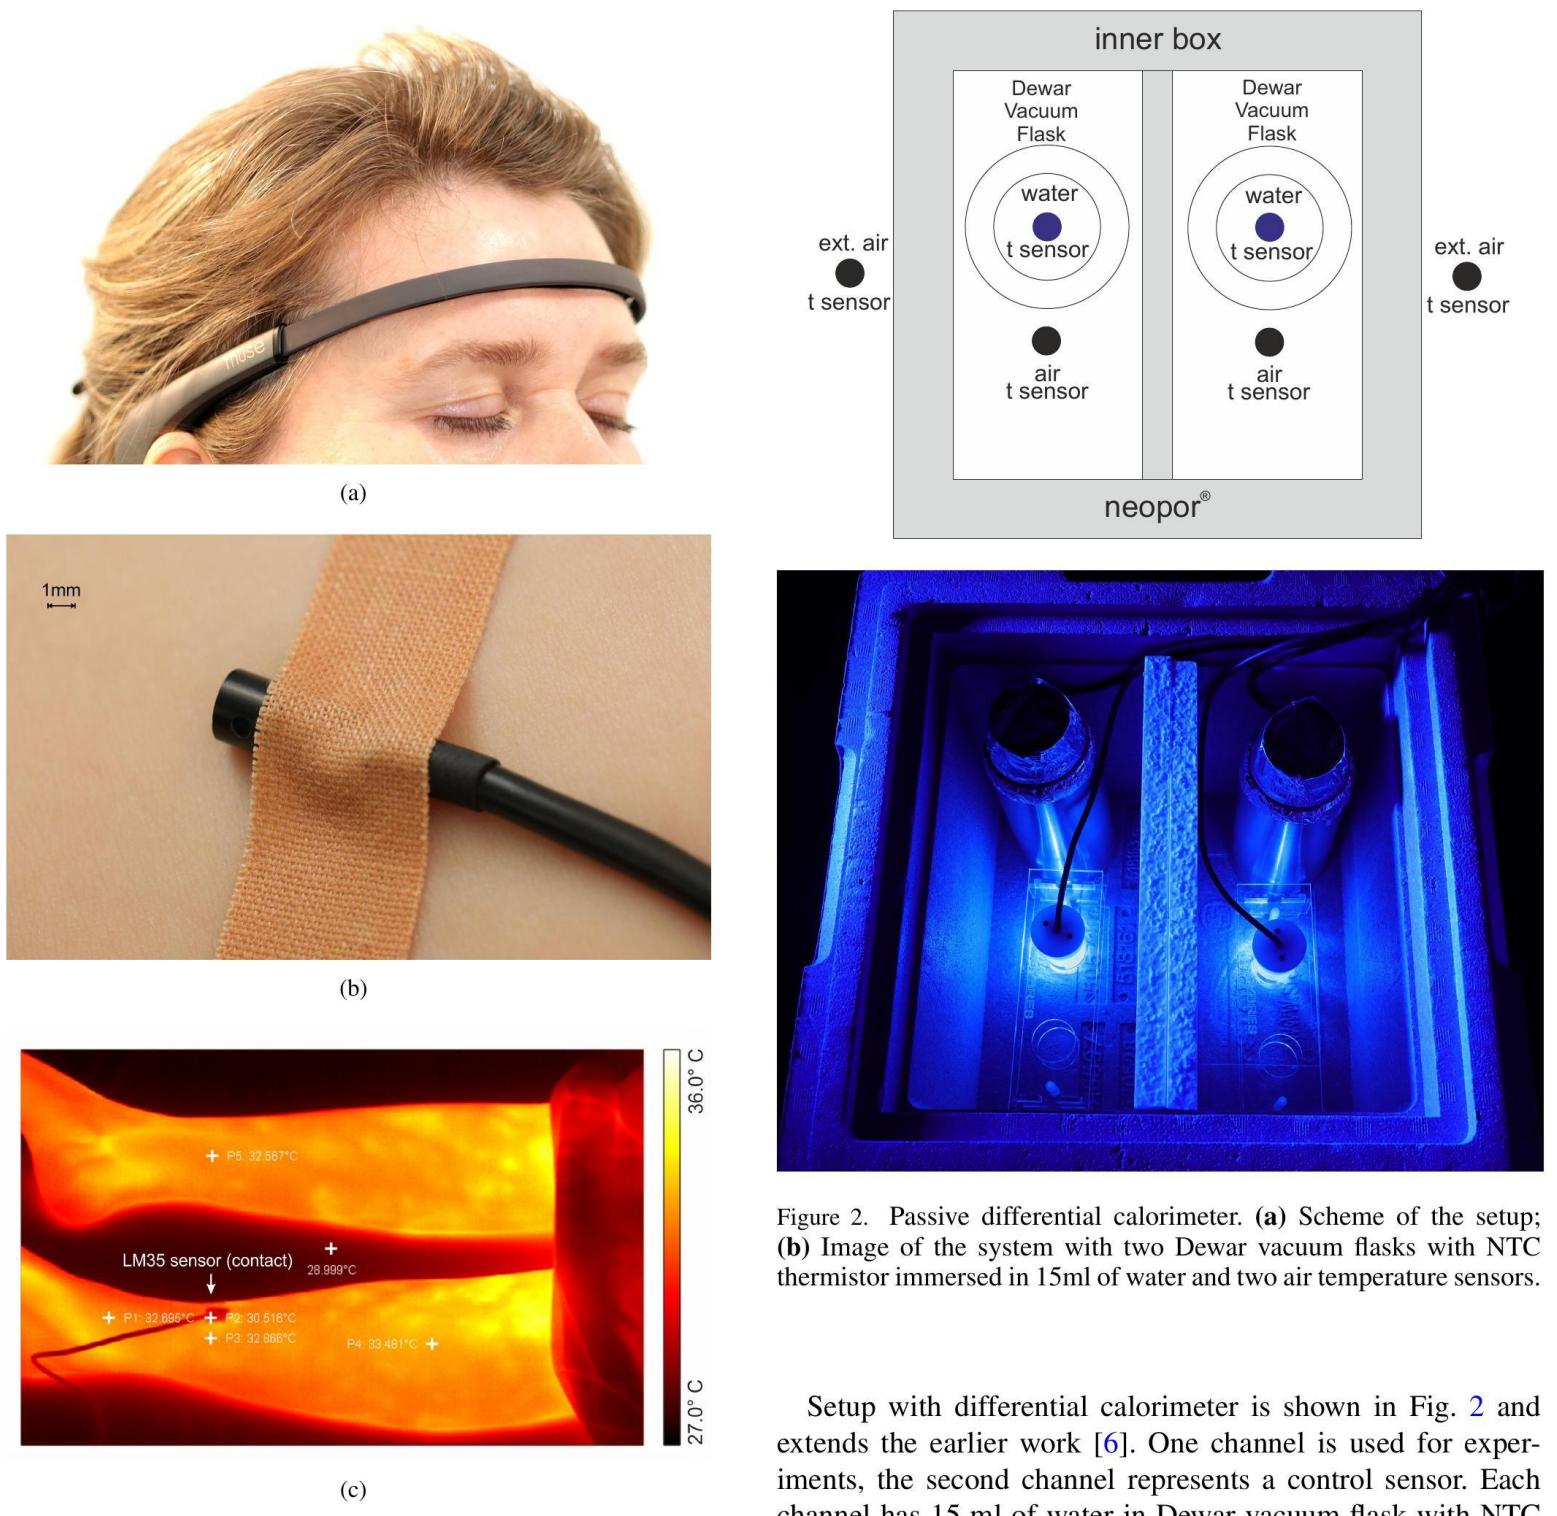 muse
(a)
1mm
(b)
36.0° C
P5: 32.567°C
LM35 sensor (contact)
28.999°C
P1: 32.695°C
P2: 30.516°C
P3: 32.866°C
P4: 33.481°C
27.0° C
(c)
inner box
Dewar
Vacuum
Flask
water
t sensor
air
t sensor
Dewar
Vacuum
Flask
water
t sensor
air
t sensor
ext. air
t sensor
ext. air
t sensor
neopor®
Figure 2. Passive differential calorimeter. (a) Scheme of the setup;
(b) Image of the system with two Dewar vacuum flasks with NTC
thermistor immersed in 15ml of water and two air temperature sensors.
Setup with differential calorimeter is shown in Fig. 2 and
extends the earlier work [6]. One channel is used for exper-
iments, the second channel represents a control sensor. Each
channel has 15 ml of water in Dewar vacuum flask with NTC